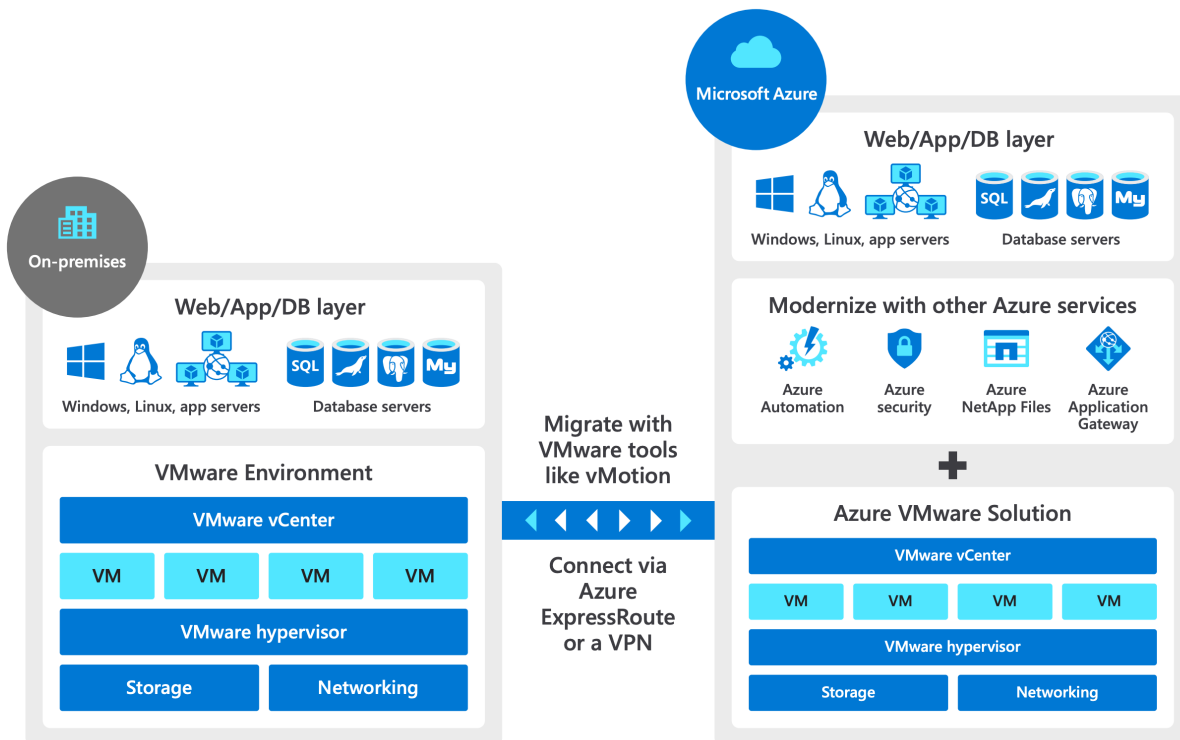 On-premises
Web/App/DB layer
SQL
My
Windows, Linux, app servers
Database servers
VMware Environment
VMware vCenter
VM
VM
VM
VM
VMware hypervisor
Storage
Networking
Migrate with
VMware tools
like vMotion
Connect via
Azure
ExpressRoute
or a VPN
Microsoft Azure
Web/App/DB layer
SQL
My
Windows, Linux, app servers
Database servers
Modernize with other Azure services
Azure
Automation
Azure
security
Azure
NetApp Files
Azure
Application
Gateway
Azure VMware Solution
VMware vCenter
VM
VM
VM
VM
VMware hypervisor
Storage
Networking